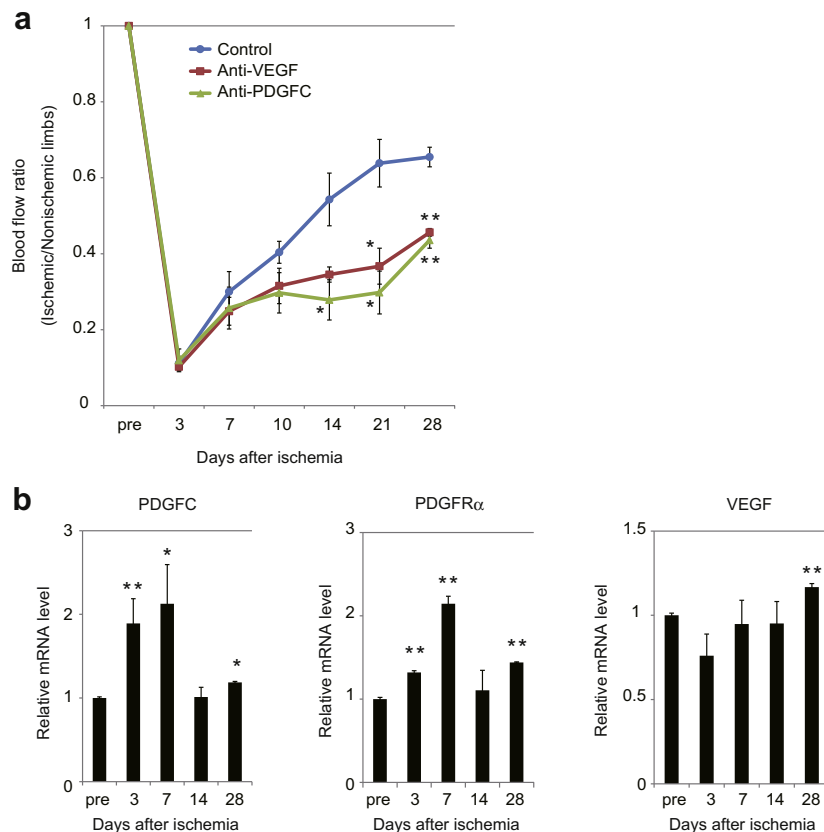 a
1
0.8
0.6
0.4
0.2
0
Blood flow ratio
(Ischemic/Nonischemic limbs)
Control
Anti-VEGF
Anti-PDGFC
*
*
*
**
**
pre 3 7 10 14 21 28
Days after ischemia
b
PDGFC
3
2
1
0
Relative mRNA level
**
*
*
pre 3 7 14 28
Days after ischemia
PDGFRα
3
2
1
0
Relative mRNA level
**
**
**
pre 3 7 14 28
Days after ischemia
VEGF
1.5
1
0.5
0
Relative mRNA level
**
pre 3 7 14 28
Days after ischemia